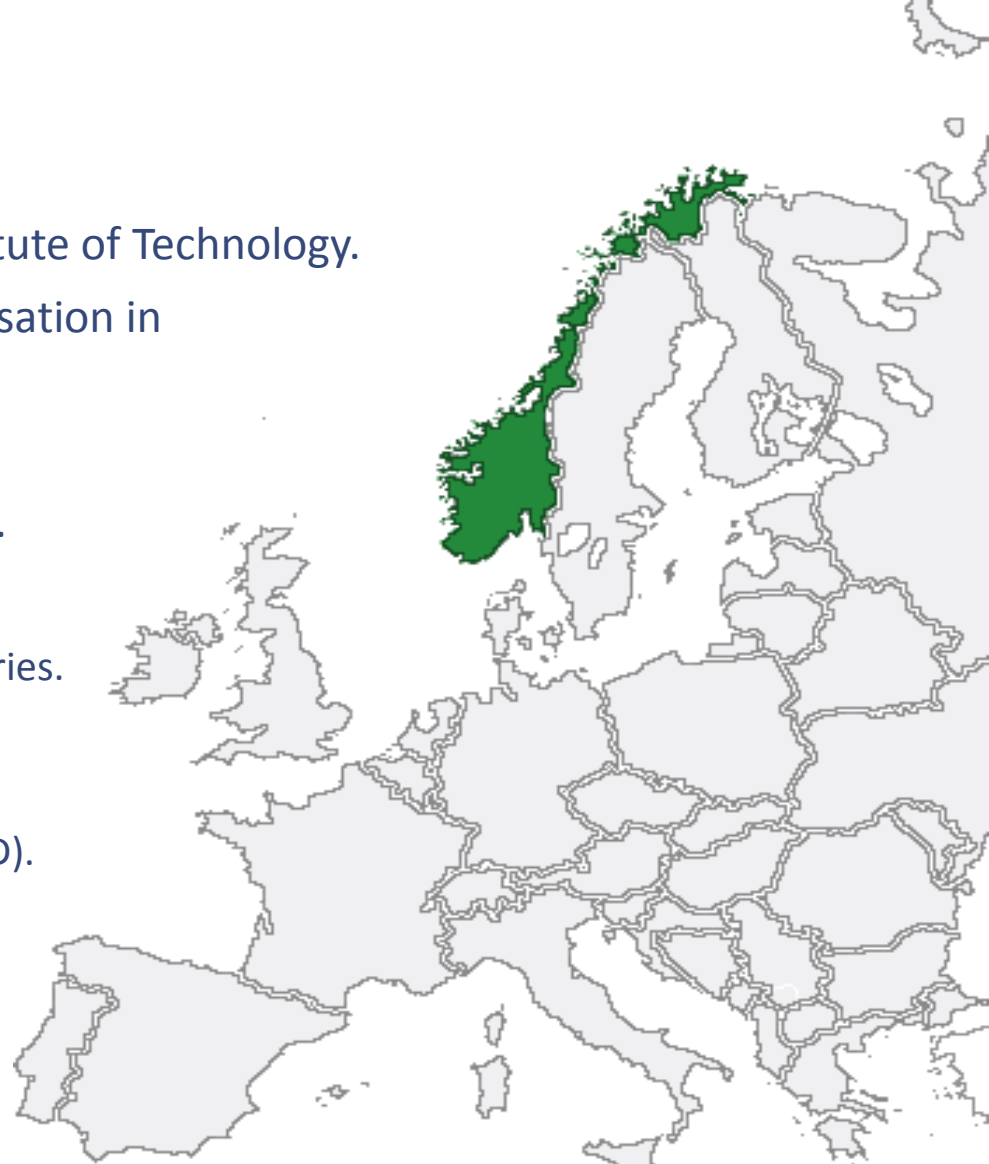 tute of Technology.
sation in
.
ries.
D).